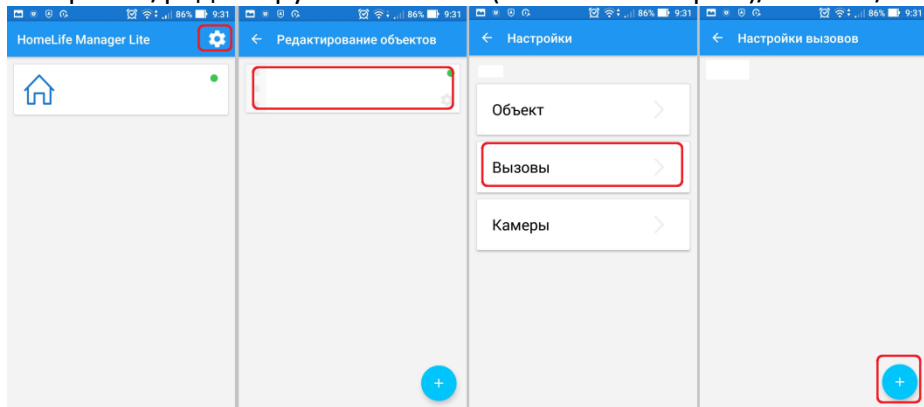 86% 9:31
HomeLife Manager Lite
86% 9:31
Редактирование объектов
86% 9:31
Настройки
Объект
Вызовы
Камеры
86% 9:31
Настройки вызовов